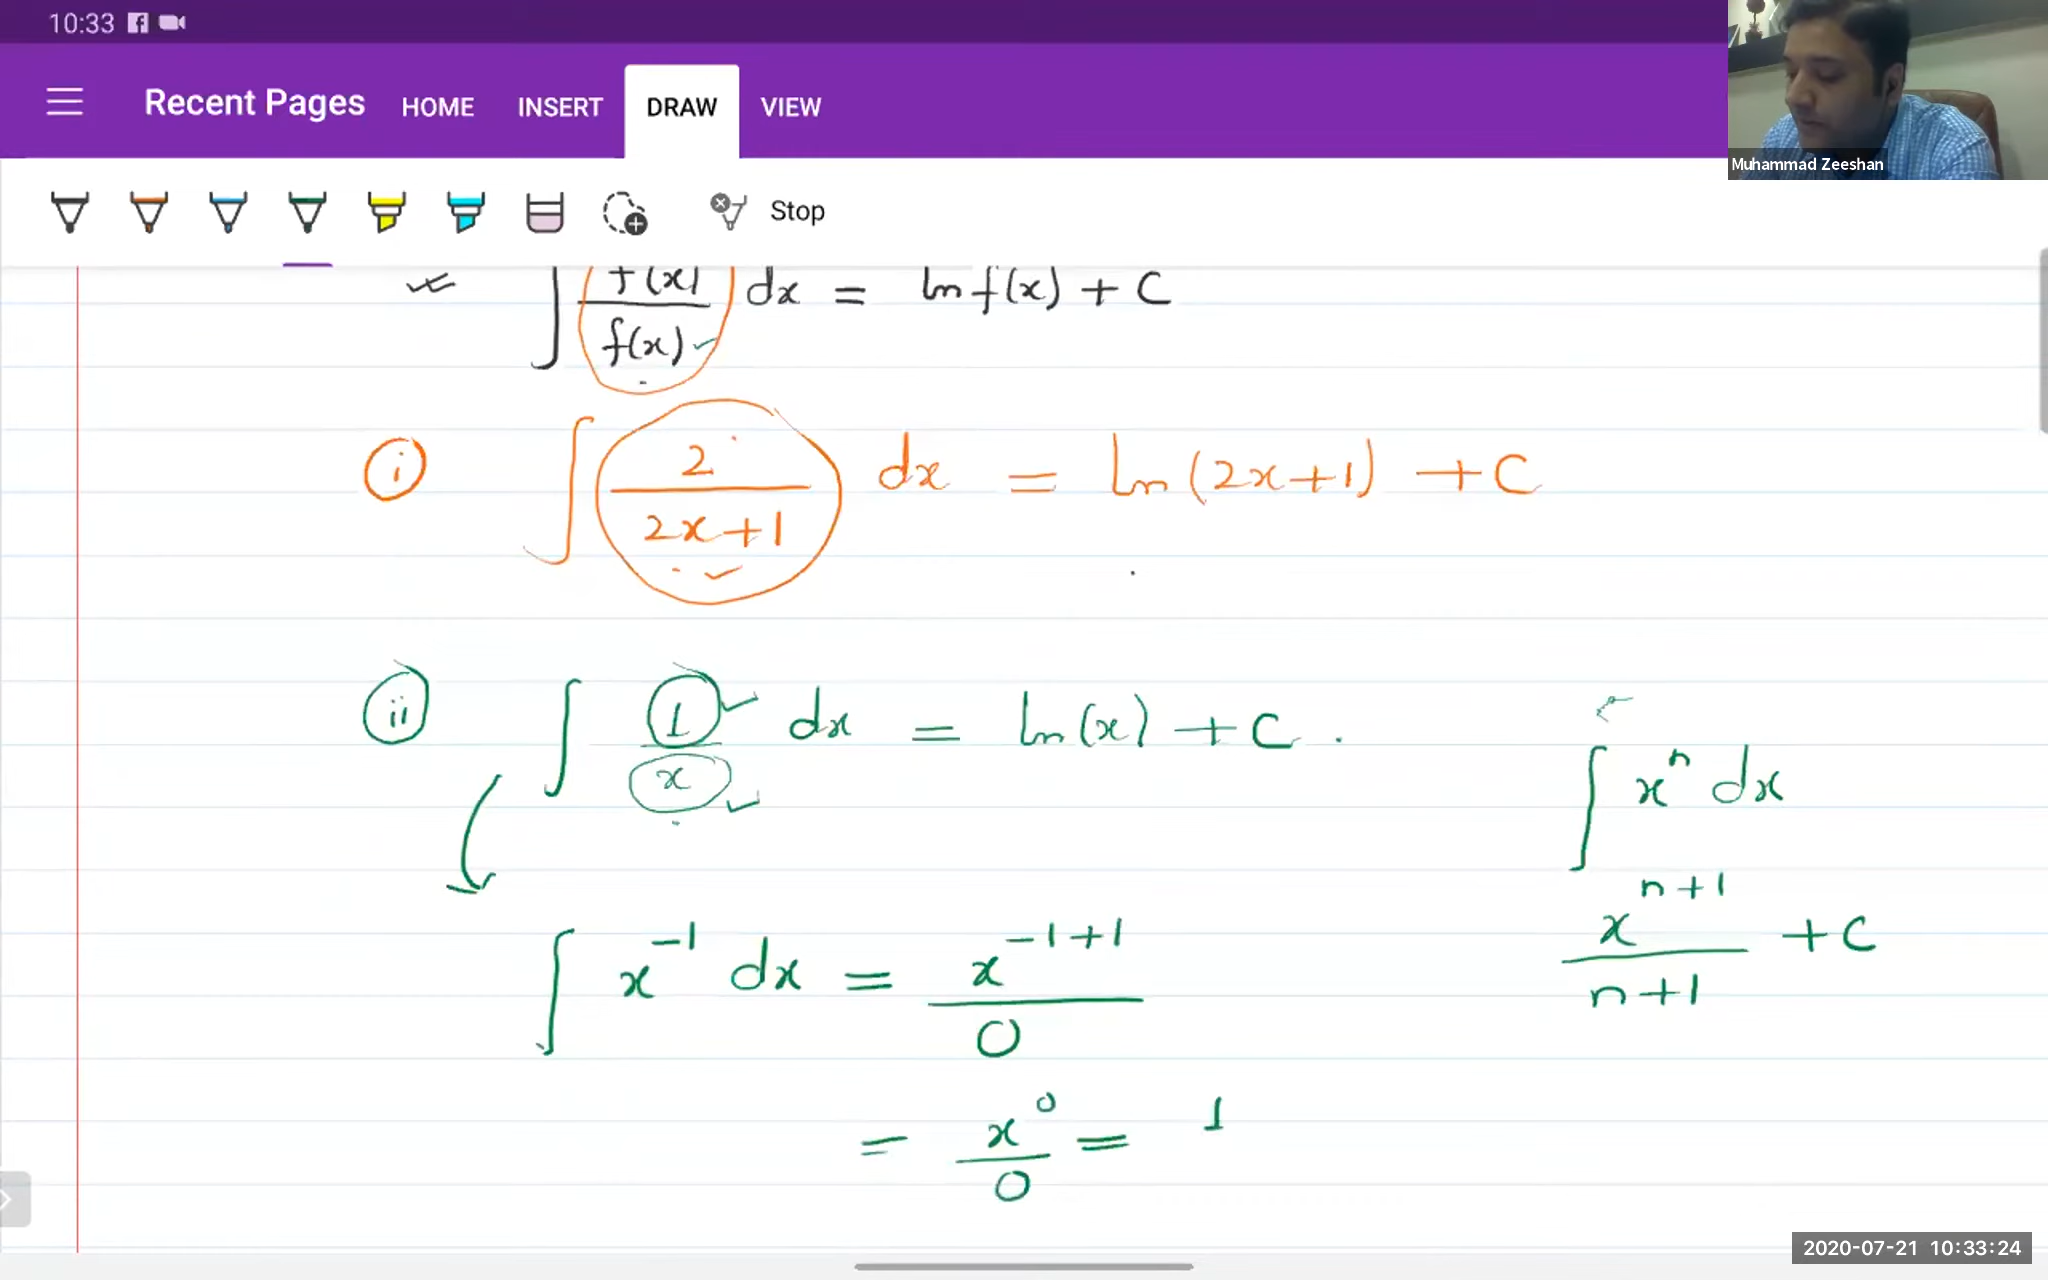 10:33
Recent Pages HOME INSERT DRAW VIEW
Muhammad Zeeshan
Stop
∫ f(x) / f(x) dx = ln f(x) + C
(i) ∫ 2 / 2x+1 dx = ln (2x+1) + C
(ii) ∫ 1 / x dx = ln (x) + C .
∫ xⁿ dx
xⁿ⁺¹ / n+1 + C
∫ x⁻¹ dx = x⁻¹⁺¹ / 0
= x⁰ / 0 = 1
2020-07-21 10:33:24